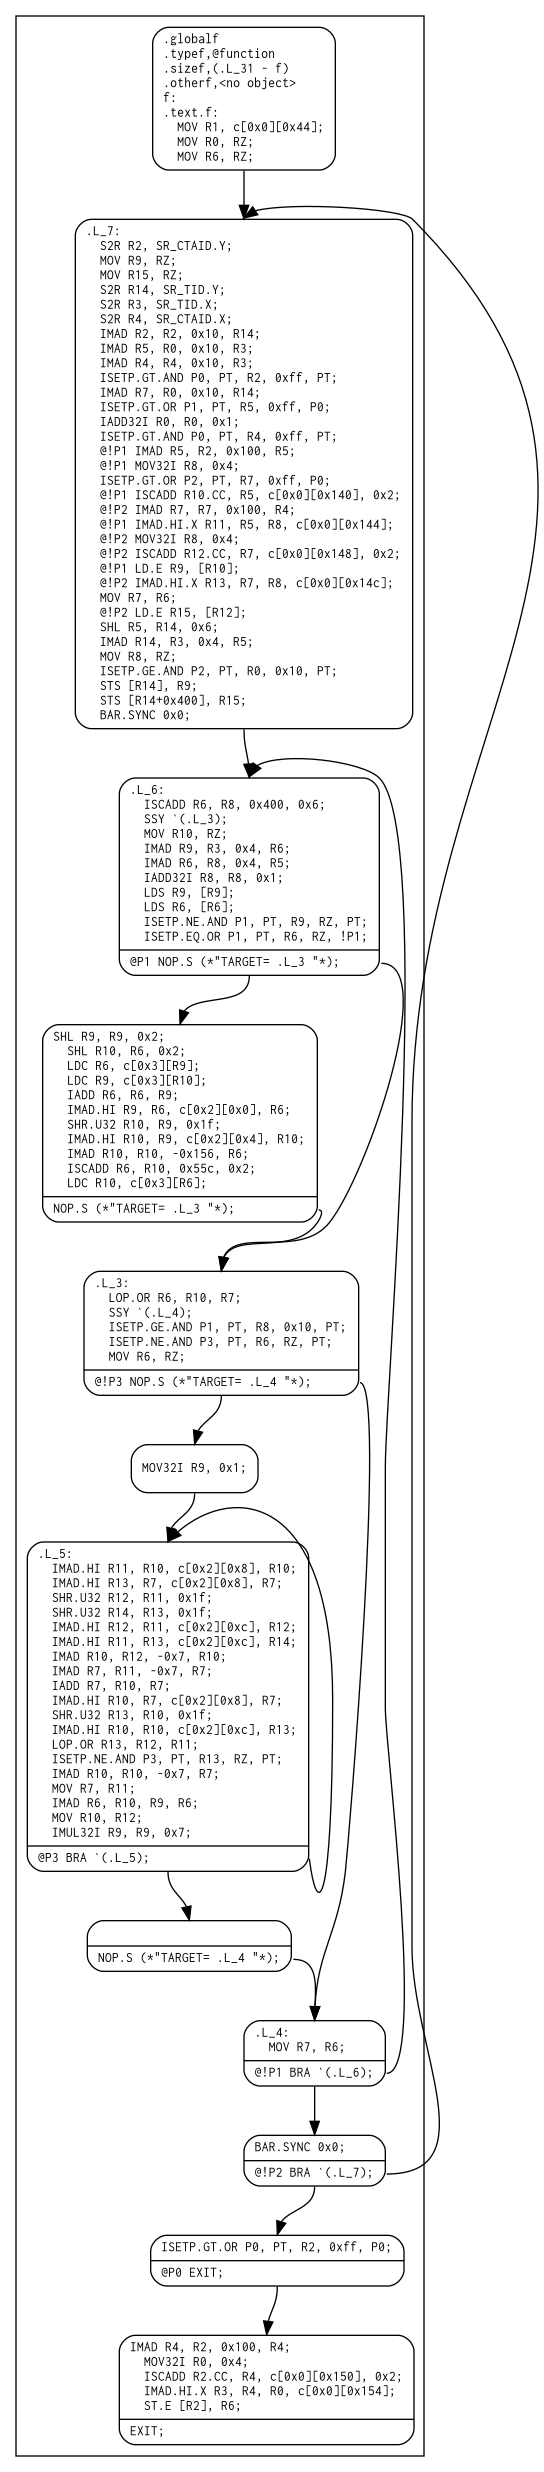 .globalf
.typef,@function
.sizef,(.L_31 - f)
.otherf,<no object>
f:
.text.f:
MOV R1, c[0x0][0x44];
MOV R0, RZ;
MOV R6, RZ;
.L_7:
S2R R2, SR_CTAID.Y;
MOV R9, RZ;
MOV R15, RZ;
S2R R14, SR_TID.Y;
S2R R3, SR_TID.X;
S2R R4, SR_CTAID.X;
IMAD R2, R2, 0x10, R14;
IMAD R5, R0, 0x10, R3;
IMAD R4, R4, 0x10, R3;
ISETP.GT.AND P0, PT, R2, 0xff, PT;
IMAD R7, R0, 0x10, R14;
ISETP.GT.OR P1, PT, R5, 0xff, P0;
IADD32I R0, R0, 0x1;
ISETP.GT.AND P0, PT, R4, 0xff, PT;
@!P1 IMAD R5, R2, 0x100, R5;
@!P1 MOV32I R8, 0x4;
ISETP.GT.OR P2, PT, R7, 0xff, P0;
@!P1 ISCADD R10.CC, R5, c[0x0][0x140], 0x2;
@!P2 IMAD R7, R7, 0x100, R4;
@!P1 IMAD.HI.X R11, R5, R8, c[0x0][0x144];
@!P2 MOV32I R8, 0x4;
@!P2 ISCADD R12.CC, R7, c[0x0][0x148], 0x2;
@!P1 LD.E R9, [R10];
@!P2 IMAD.HI.X R13, R7, R8, c[0x0][0x14c];
MOV R7, R6;
@!P2 LD.E R15, [R12];
SHL R5, R14, 0x6;
IMAD R14, R3, 0x4, R5;
MOV R8, RZ;
ISETP.GE.AND P2, PT, R0, 0x10, PT;
STS [R14], R9;
STS [R14+0x400], R15;
BAR.SYNC 0x0;
.L_6:
ISCADD R6, R8, 0x400, 0x6;
SSY `(.L_3);
MOV R10, RZ;
IMAD R9, R3, 0x4, R6;
IMAD R6, R8, 0x4, R5;
IADD32I R8, R8, 0x1;
LDS R9, [R9];
LDS R6, [R6];
ISETP.NE.AND P1, PT, R9, RZ, PT;
ISETP.EQ.OR P1, PT, R6, RZ, !P1;
@P1 NOP.S (*"TARGET= .L_3 "*);
SHL R9, R9, 0x2;
SHL R10, R6, 0x2;
LDC R6, c[0x3][R9];
LDC R9, c[0x3][R10];
IADD R6, R6, R9;
IMAD.HI R9, R6, c[0x2][0x0], R6;
SHR.U32 R10, R9, 0x1f;
IMAD.HI R10, R9, c[0x2][0x4], R10;
IMAD R10, R10, -0x156, R6;
ISCADD R6, R10, 0x55c, 0x2;
LDC R10, c[0x3][R6];
NOP.S (*"TARGET= .L_3 "*);
.L_3:
LOP.OR R6, R10, R7;
SSY `(.L_4);
ISETP.GE.AND P1, PT, R8, 0x10, PT;
ISETP.NE.AND P3, PT, R6, RZ, PT;
MOV R6, RZ;
@!P3 NOP.S (*"TARGET= .L_4 "*);
MOV32I R9, 0x1;
.L_5:
IMAD.HI R11, R10, c[0x2][0x8], R10;
IMAD.HI R13, R7, c[0x2][0x8], R7;
SHR.U32 R12, R11, 0x1f;
SHR.U32 R14, R13, 0x1f;
IMAD.HI R12, R11, c[0x2][0xc], R12;
IMAD.HI R11, R13, c[0x2][0xc], R14;
IMAD R10, R12, -0x7, R10;
IMAD R7, R11, -0x7, R7;
IADD R7, R10, R7;
IMAD.HI R10, R7, c[0x2][0x8], R7;
SHR.U32 R13, R10, 0x1f;
IMAD.HI R10, R10, c[0x2][0xc], R13;
LOP.OR R13, R12, R11;
ISETP.NE.AND P3, PT, R13, RZ, PT;
IMAD R10, R10, -0x7, R7;
MOV R7, R11;
IMAD R6, R10, R9, R6;
MOV R10, R12;
IMUL32I R9, R9, 0x7;
@P3 BRA `(.L_5);
NOP.S (*"TARGET= .L_4 "*);
.L_4:
MOV R7, R6;
@!P1 BRA `(.L_6);
BAR.SYNC 0x0;
@!P2 BRA `(.L_7);
ISETP.GT.OR P0, PT, R2, 0xff, P0;
@P0 EXIT;
IMAD R4, R2, 0x100, R4;
MOV32I R0, 0x4;
ISCADD R2.CC, R4, c[0x0][0x150], 0x2;
IMAD.HI.X R3, R4, R0, c[0x0][0x154];
ST.E [R2], R6;
EXIT;